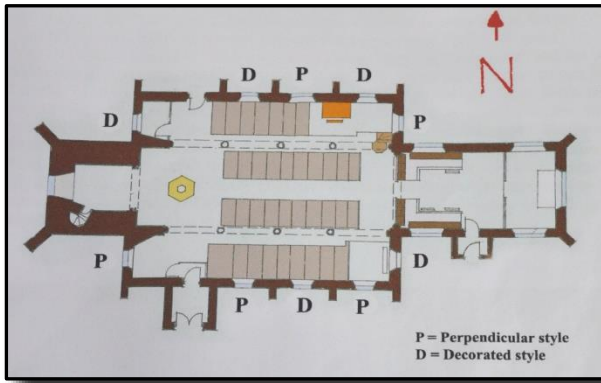 N
D P D
D P
P D
P D P
P = Perpendicular style
D = Decorated style